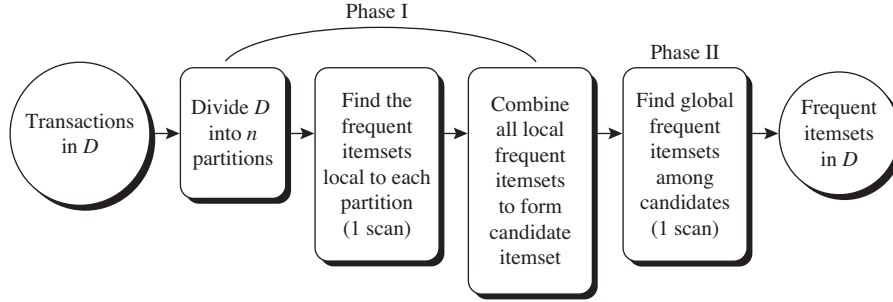 Phase I
Phase II
Transactions
in D
Divide D
into n
partitions
Find the
frequent
itemsets
local to each
partition
(1 scan)
Combine
all local
frequent
itemsets
to form
candidate
itemset
Find global
frequent
itemsets
among
candidates
(1 scan)
Frequent
itemsets
in D